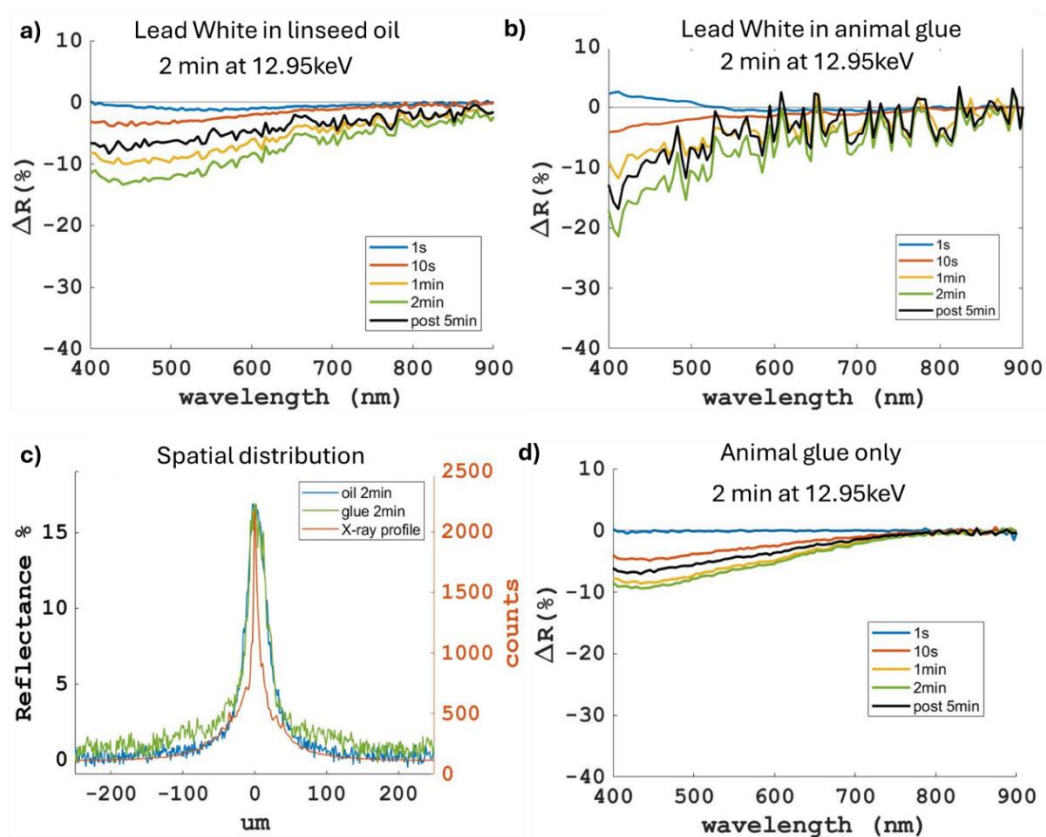 a)
Lead White in linseed oil
2 min at 12.95keV
10
0
-10
-20
-30
-40
ΔR(%)
1s
10s
1min
2min
post 5min
400 500 600 700 800 900
wavelength (nm)
b)
Lead White in animal glue
2 min at 12.95keV
10
0
-10
-20
-30
-40
ΔR(%)
1s
10s
1min
2min
post 5min
400 500 600 700 800 900
wavelength (nm)
c)
Spatial distribution
15
10
5
0
Reflectance %
oil 2min
glue 2min
X-ray profile
2500
2000
1500
1000
500
0
counts
-200 -100 0 100 200
um
d)
Animal glue only
2 min at 12.95keV
10
0
-10
-20
-30
-40
ΔR(%)
1s
10s
1min
2min
post 5min
400 500 600 700 800 900
wavelength (nm)